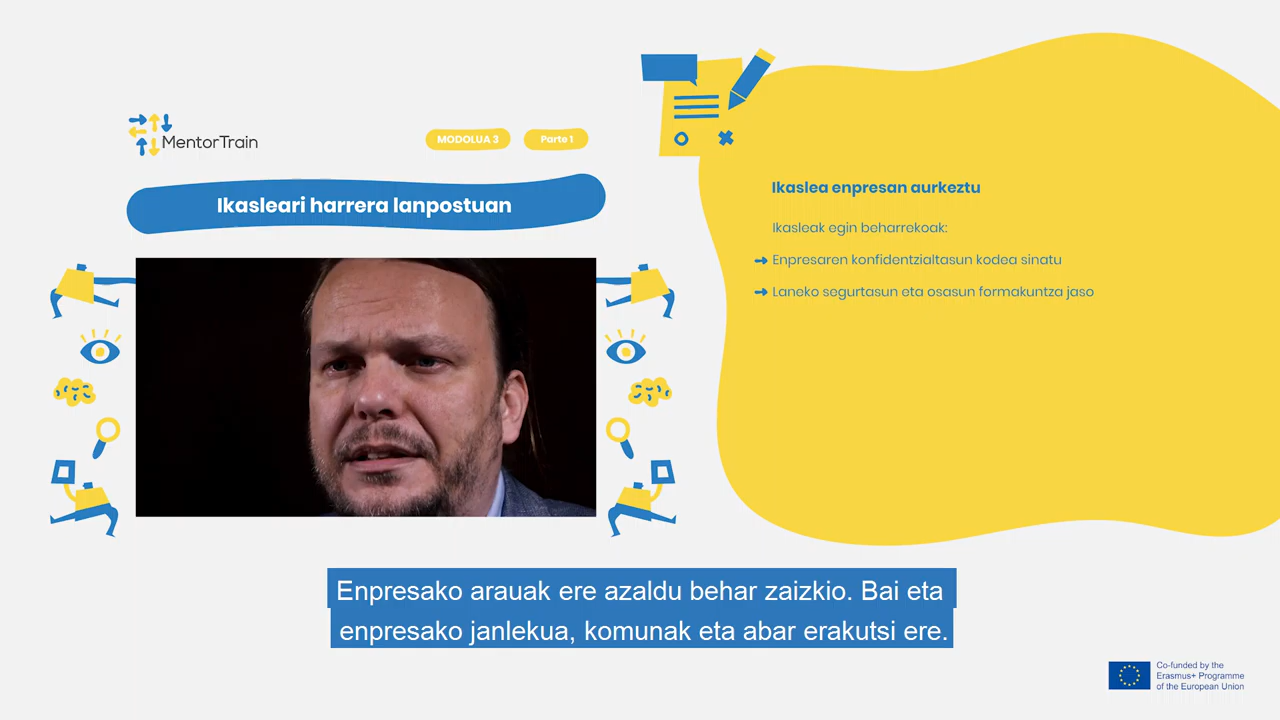 MentorTrain
MODOLUA 3
Parte 1
Ikasleari harrera lanpostuan
Ikaslea enpresan aurkeztu
Ikasleak egin beharrekoak:
Enpresaren konfidentzialtasun kodea sinatu
Laneko segurtasun eta osasun formakuntza jaso
Enpresako arauak ere azaldu behar zaizkio. Bai eta
enpresako janlekua, komunak eta abar erakutsi ere.
Co-funded by the
Erasmus+ Programme
of the European Union